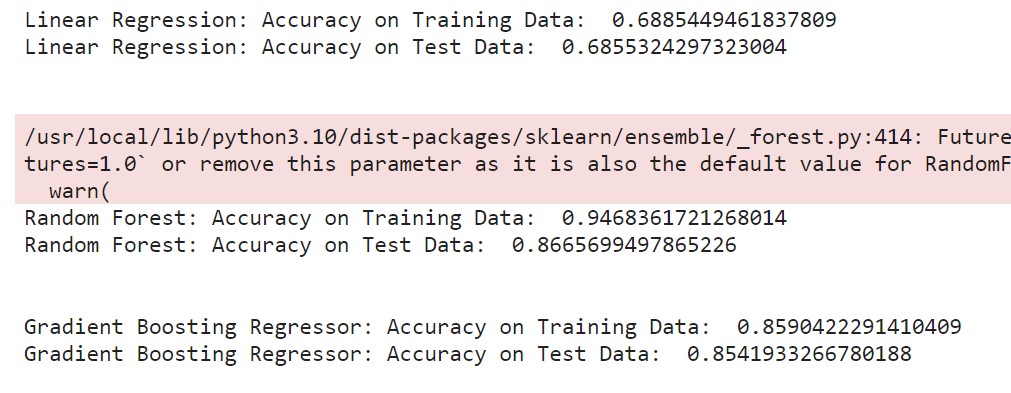 Linear Regression: Accuracy on Training Data:  0.6885449461837809
Linear Regression: Accuracy on Test Data:  0.6855324297323004
/usr/local/lib/python3.10/dist-packages/sklearn/ensemble/_forest.py:414: Future
tures=1.0` or remove this parameter as it is also the default value for RandomF
  warn(
Random Forest: Accuracy on Training Data:  0.9468361721268014
Random Forest: Accuracy on Test Data:  0.8665699497865226
Gradient Boosting Regressor: Accuracy on Training Data:  0.8590422291410409
Gradient Boosting Regressor: Accuracy on Test Data:  0.8541933266780188